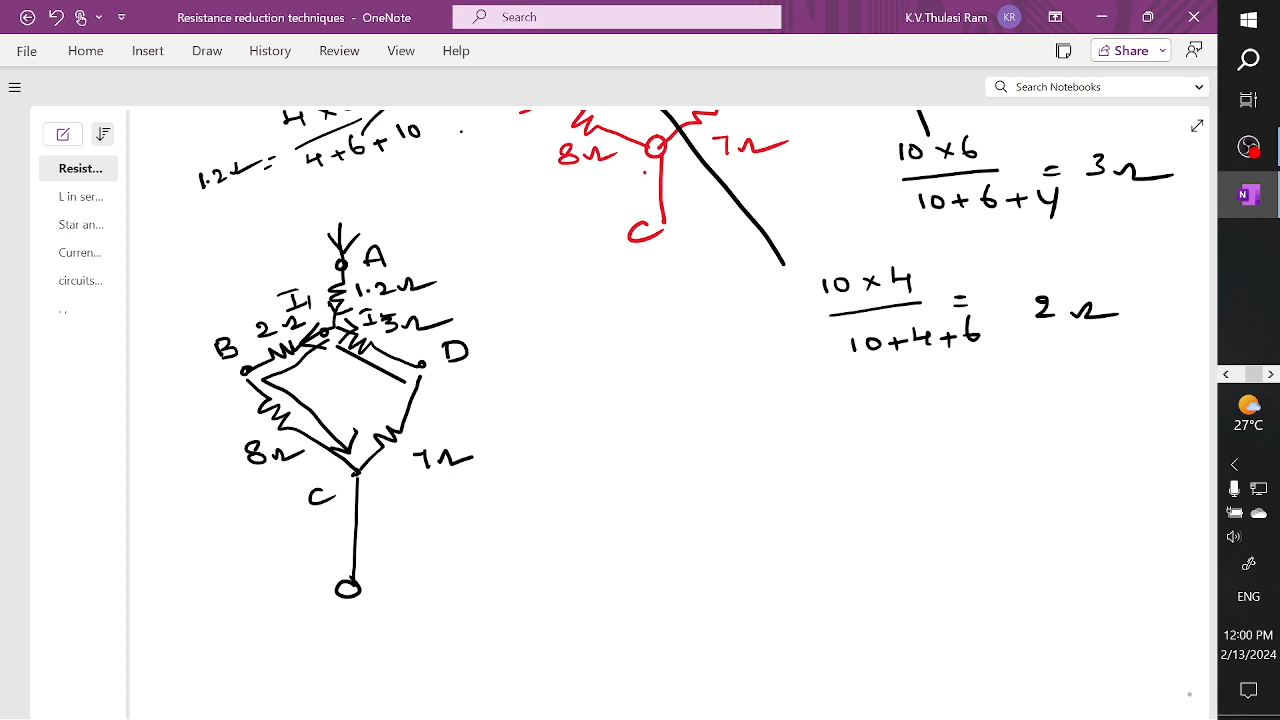 Resistance reduction techniques - OneNote
Search
K.V.Thulasi Ram
KR
File Home Insert Draw History Review View Help
Share
Search Notebooks
Resist...
L in ser...
Star an...
Curren...
circuits...
4 ×
1.2Ω = 4+6+10
8Ω
7Ω
C
10 × 6
10+6+4 = 3Ω
10 × 4
10+4+6 = 2Ω
A
1.2Ω
I1
2Ω
3Ω
B
D
8Ω
7Ω
C
27°C
ENG
12:00 PM
2/13/2024